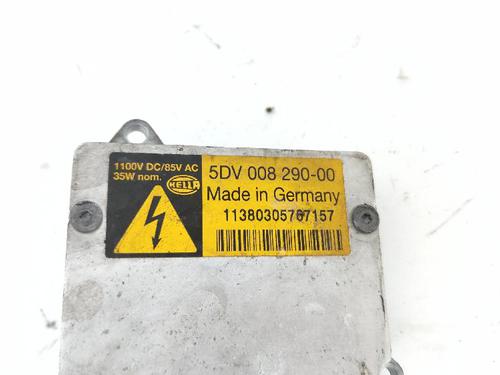 1100V DC/85V AC
35W nom.
HELLA
5DV 008 290-00
Made in Germany
11380305767157